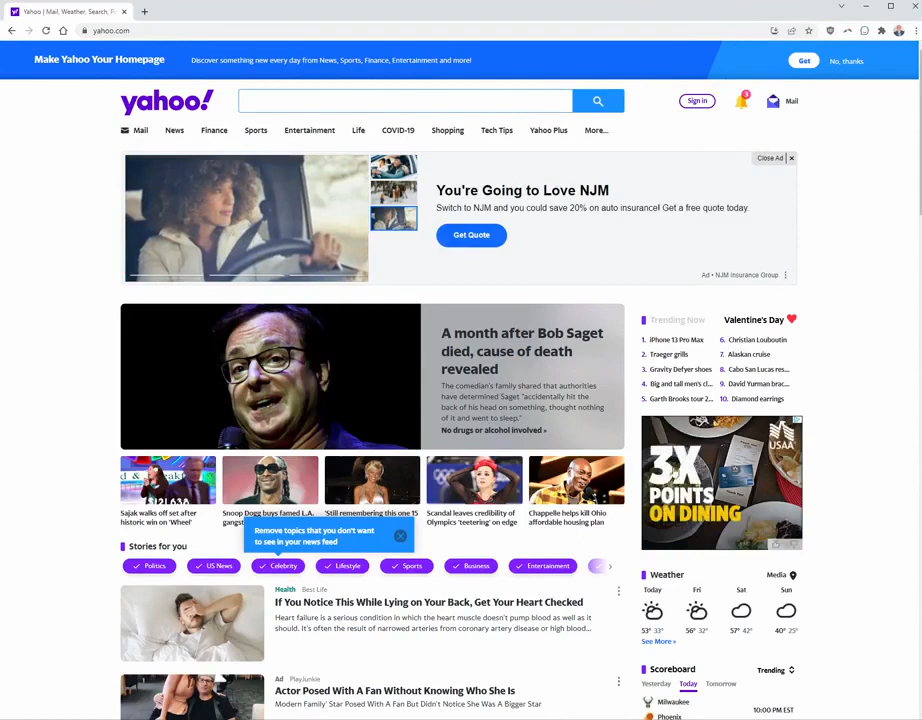 Yahoo | Mail, Weather, Search, P
yahoo.com
Make Yahoo Your Homepage
Discover something new every day from News, Sports, Finance, Entertainment and more!
Get
No, thanks
yahoo!
Sign in
3
Mail
Mail
News
Finance
Sports
Entertainment
Life
COVID-19
Shopping
Tech Tips
Yahoo Plus
More...
Close Ad
You're Going to Love NJM
Switch to NJM and you could save 20% on auto insurance! Get a free quote today.
Get Quote
Ad • NJM Insurance Group
A month after Bob Saget
died, cause of death
revealed
The comedian's family shared that authorities
have determined Saget "accidentally hit the
back of his head on something, thought nothing
of it and went to sleep."
No drugs or alcohol involved »
Trending Now
Valentine's Day
1. iPhone 13 Pro Max
2. Traeger grills
3. Gravity Defyer shoes
4. Big and tall men's cl...
5. Garth Brooks tour 2...
6. Christian Louboutin
7. Alaskan cruise
8. Cabo San Lucas res...
9. David Yurman brac...
10. Diamond earrings
USAA
3X
POINTS
ON DINING
Sajak walks off set after
historic win on 'Wheel'
Snoop Dogg buys famed L.A.
gangst
'Still remembering this one 15
Scandal leaves credibility of
Olympics 'teetering' on edge
Chappelle helps kill Ohio
affordable housing plan
Remove topics that you don't want
to see in your news feed
Stories for you
Politics
US News
Celebrity
Lifestyle
Sports
Business
Entertainment
Health Best Life
If You Notice This While Lying on Your Back, Get Your Heart Checked
Heart failure is a serious condition in which the heart muscle doesn't pump blood as well as it
should. It's often the result of narrowed arteries from coronary artery disease or high blood...
Ad PlayJunkie
Actor Posed With A Fan Without Knowing Who She Is
Modern Family' Star Posed With A Fan But Didn't Notice She Was A Bigger Star
Weather
Media
Today
Fri
Sat
Sun
53° 33°
56° 32°
57° 42°
40° 25°
See More »
Scoreboard
Trending
Yesterday
Today
Tomorrow
Milwaukee
Phoenix
10:00 PM EST